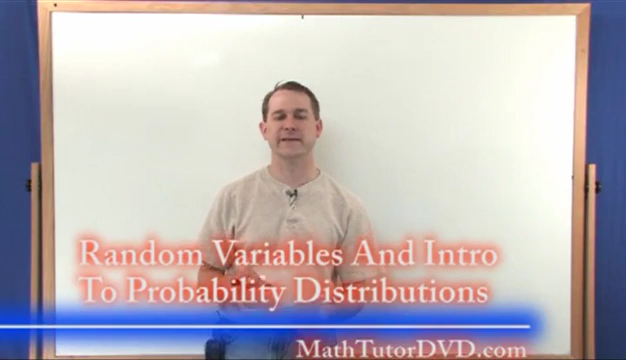 Random Variables And Intro
To Probability Distributions
MathTutorDVD.com